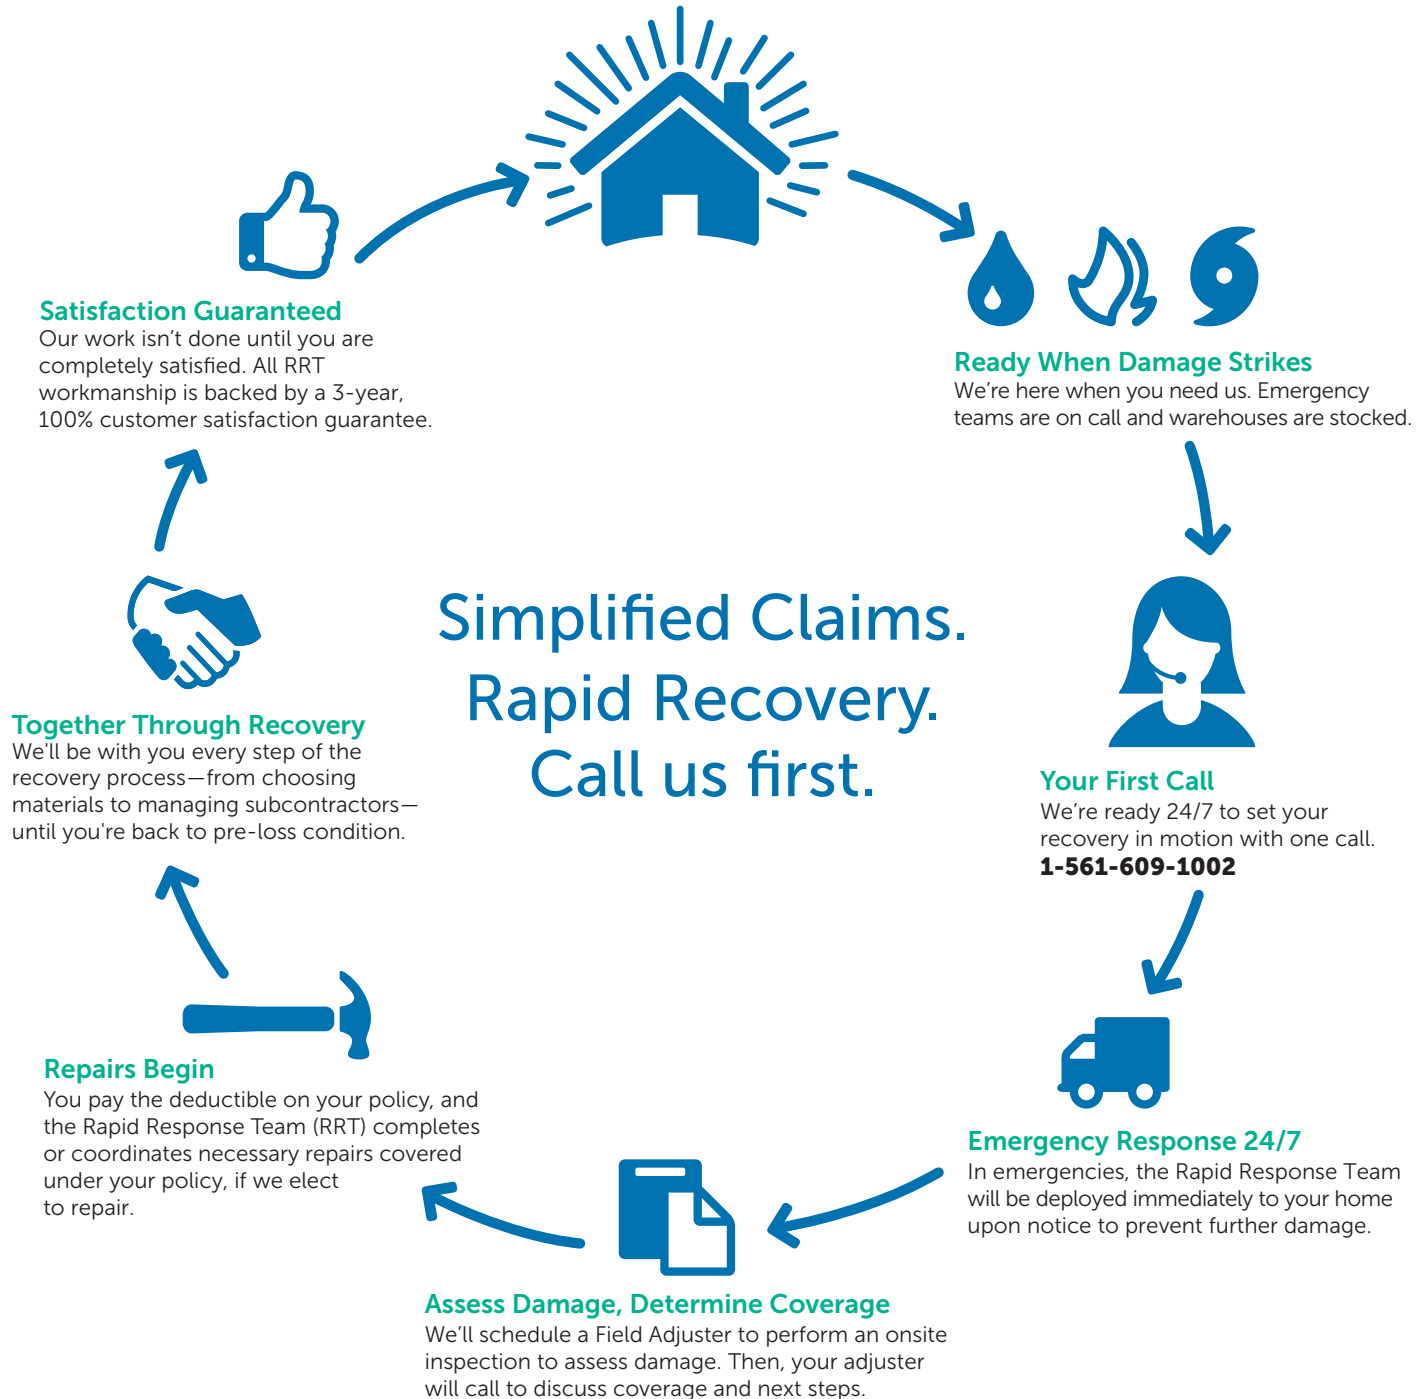 Satisfaction Guaranteed
Our work isn’t done until you are
completely satisfied. All RRT
workmanship is backed by a 3-year,
100% customer satisfaction guarantee.
Ready When Damage Strikes
We’re here when you need us. Emergency
teams are on call and warehouses are stocked.
Simplified Claims.
Rapid Recovery.
Call us first.
Your First Call
We’re ready 24/7 to set your
recovery in motion with one call.
1-561-609-1002
Together Through Recovery
We'll be with you every step of the
recovery process—from choosing
materials to managing subcontractors—
until you're back to pre-loss condition.
Repairs Begin
You pay the deductible on your policy, and
the Rapid Response Team (RRT) completes
or coordinates necessary repairs covered
under your policy, if we elect
to repair.
Emergency Response 24/7
In emergencies, the Rapid Response Team
will be deployed immediately to your home
upon notice to prevent further damage.
Assess Damage, Determine Coverage
We’ll schedule a Field Adjuster to perform an onsite
inspection to assess damage. Then, your adjuster
will call to discuss coverage and next steps.